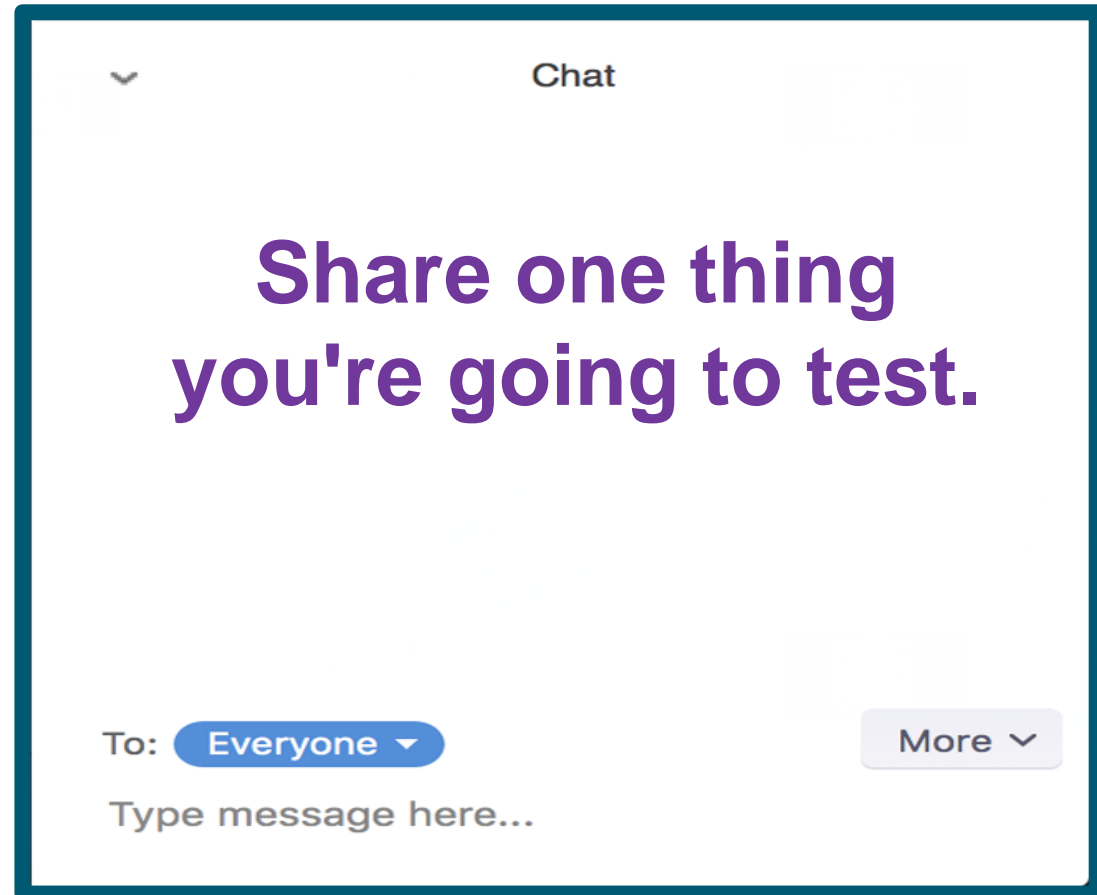 Chat
Share one thing
you're going to test.
To: Everyone
More
Type message here...